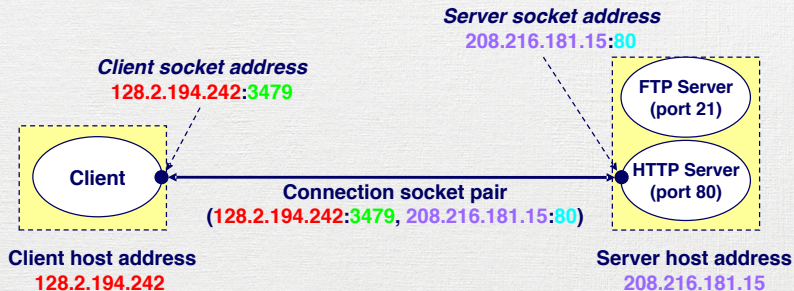 Server socket address
208.216.181.15:80
Client socket address
128.2.194.242:3479
FTP Server
(port 21)
Client
HTTP Server
(port 80)
Connection socket pair
(128.2.194.242:3479, 208.216.181.15:80)
Client host address
128.2.194.242
Server host address
208.216.181.15